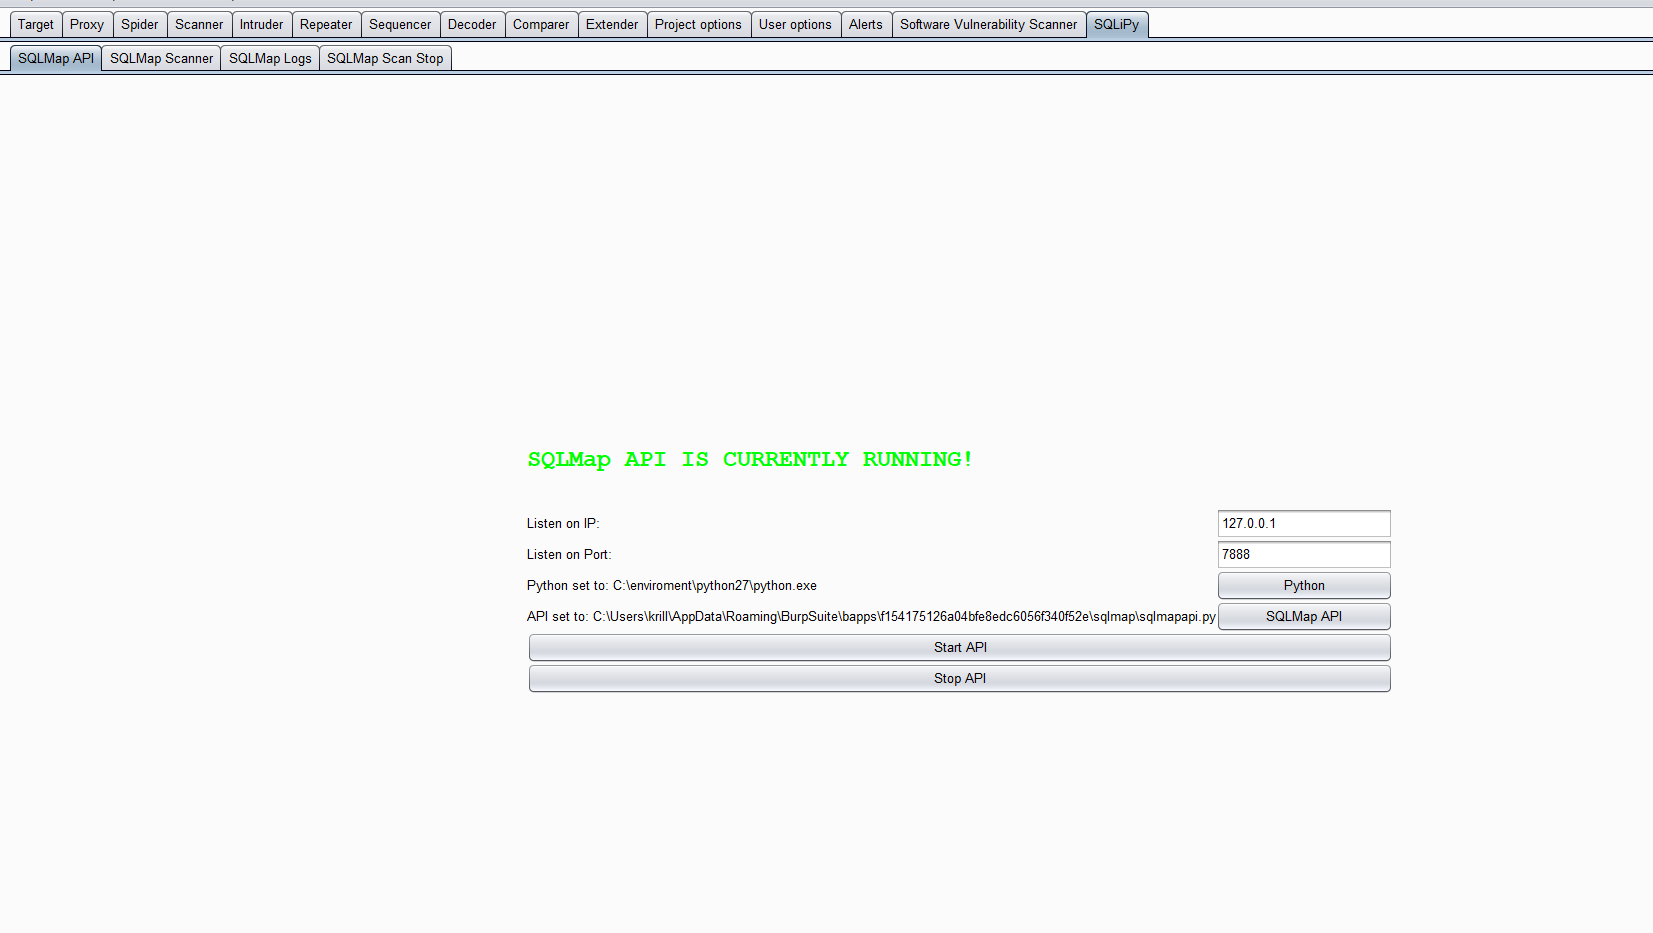 Target Proxy Spider Scanner Intruder Repeater Sequencer Decoder Comparer Extender Project options User options Alerts Software Vulnerability Scanner SQLiPy
SQLMap API SQLMap Scanner SQLMap Logs SQLMap Scan Stop
SQLMap API IS CURRENTLY RUNNING!
Listen on IP: 127.0.0.1
Listen on Port: 7888
Python set to: C:\enviroment\python27\python.exe Python
API set to: C:\Users\krill\AppData\Roaming\BurpSuite\bapps\f154175126a04bfe8edc6056f340f52e\sqlmap\sqlmapapi.py SQLMap API
Start API
Stop API